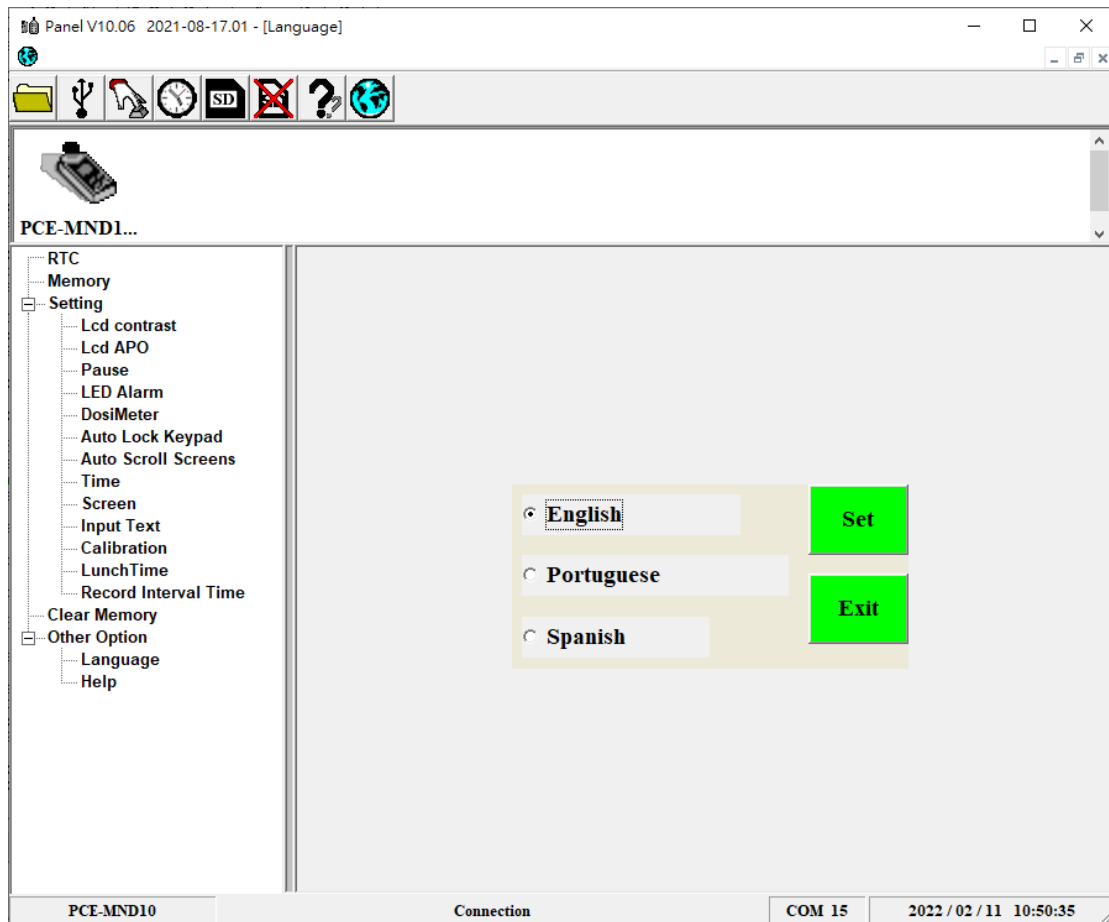 Panel V10.06 2021-08-17.01 - [Language]
SD
PCE-MND1...
RTC
Memory
Setting
Lcd contrast
Lcd APO
Pause
LED Alarm
DosiMeter
Auto Lock Keypad
Auto Scroll Screens
Time
Screen
Input Text
Calibration
LunchTime
Record Interval Time
Clear Memory
Other Option
Language
Help
English
Set
Portuguese
Exit
Spanish
PCE-MND10 Connection COM 15 2022 / 02 / 11 10:50:35